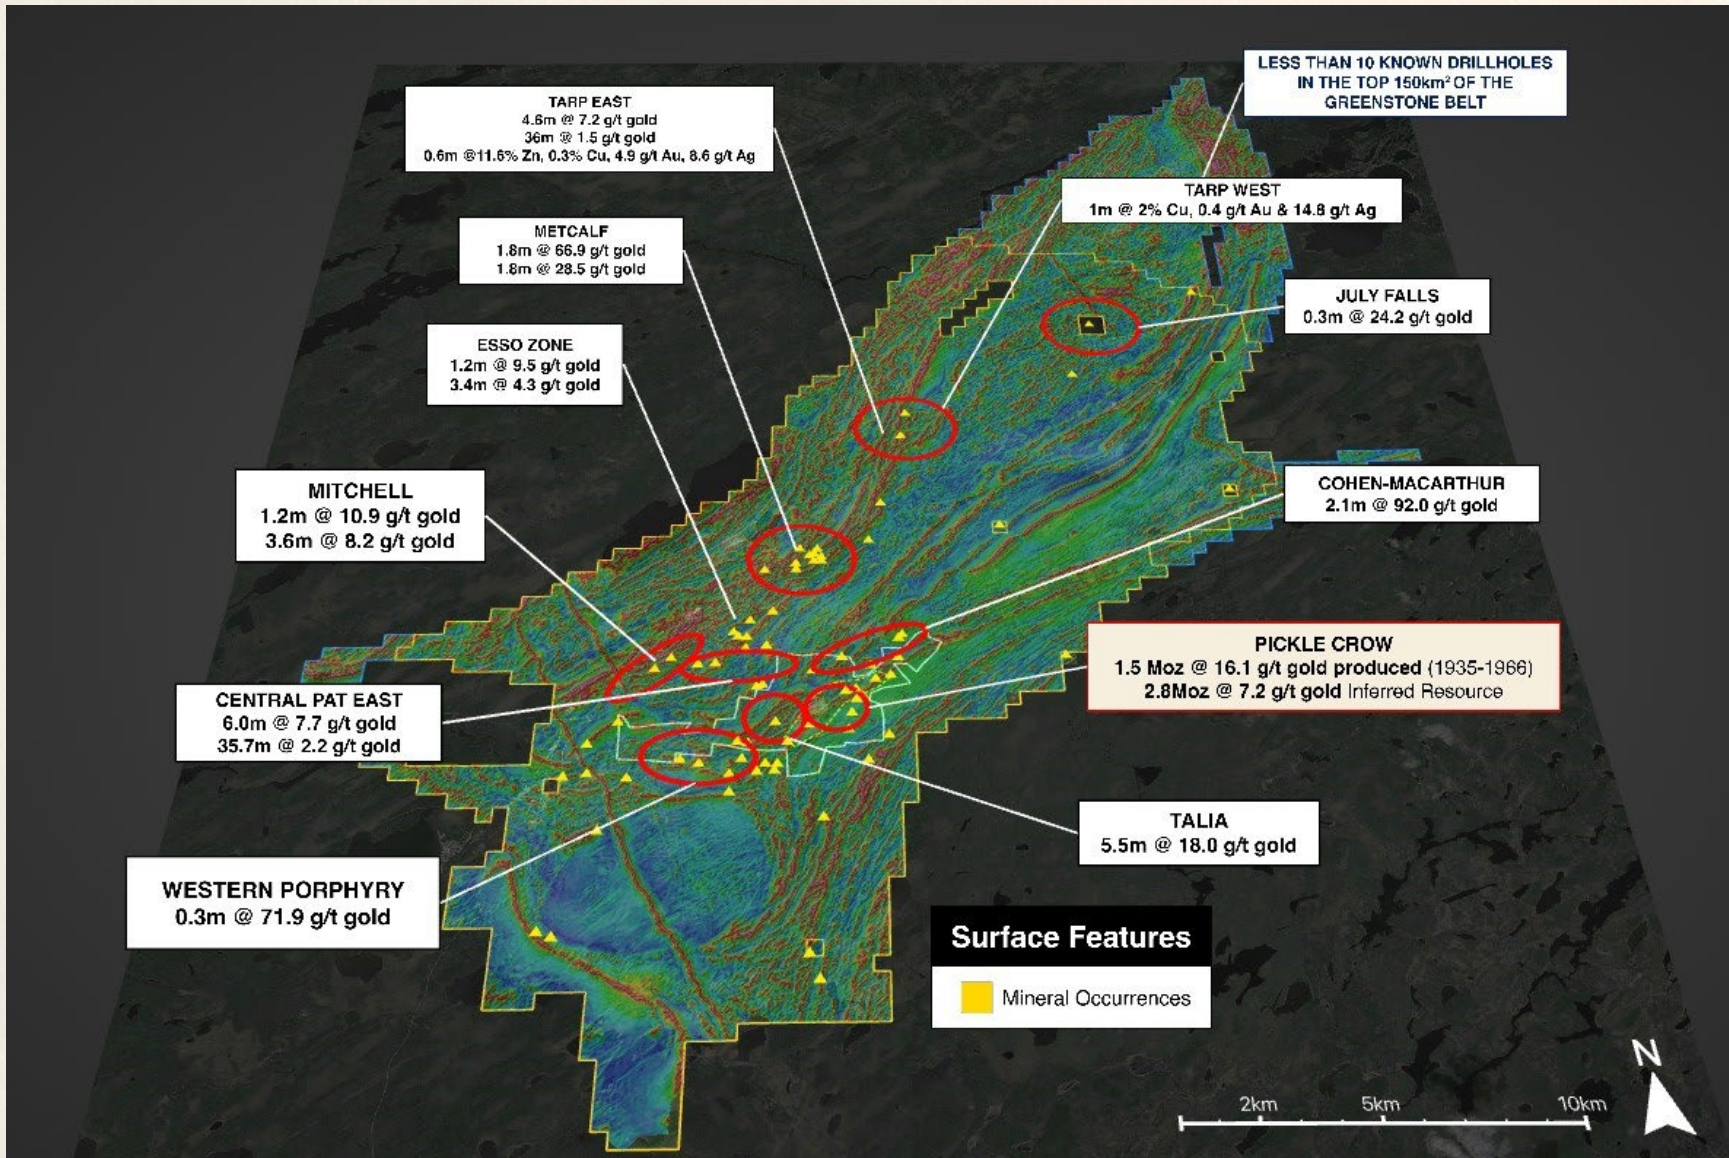 LESS THAN 10 KNOWN DRILLHOLES
IN THE TOP 150km² OF THE
GREENSTONE BELT
TARP EAST
4.6m @ 7.2 g/t gold
36m @ 1.5 g/t gold
0.6m @11.6% Zn, 0.3% Cu, 4.9 g/t Au, 8.6 g/t Ag
TARP WEST
1m @ 2% Cu, 0.4 g/t Au & 14.8 g/t Ag
METCALF
1.8m @ 66.9 g/t gold
1.8m @ 28.5 g/t gold
JULY FALLS
0.3m @ 24.2 g/t gold
ESSO ZONE
1.2m @ 9.5 g/t gold
3.4m @ 4.3 g/t gold
MITCHELL
1.2m @ 10.9 g/t gold
3.6m @ 8.2 g/t gold
COHEN-MACARTHUR
2.1m @ 92.0 g/t gold
PICKLE CROW
1.5 Moz @ 16.1 g/t gold produced (1935-1966)
2.8Moz @ 7.2 g/t gold Inferred Resource
CENTRAL PAT EAST
6.0m @ 7.7 g/t gold
35.7m @ 2.2 g/t gold
TALIA
5.5m @ 18.0 g/t gold
WESTERN PORPHYRY
0.3m @ 71.9 g/t gold
Surface Features
Mineral Occurrences
N
2km 5km 10km